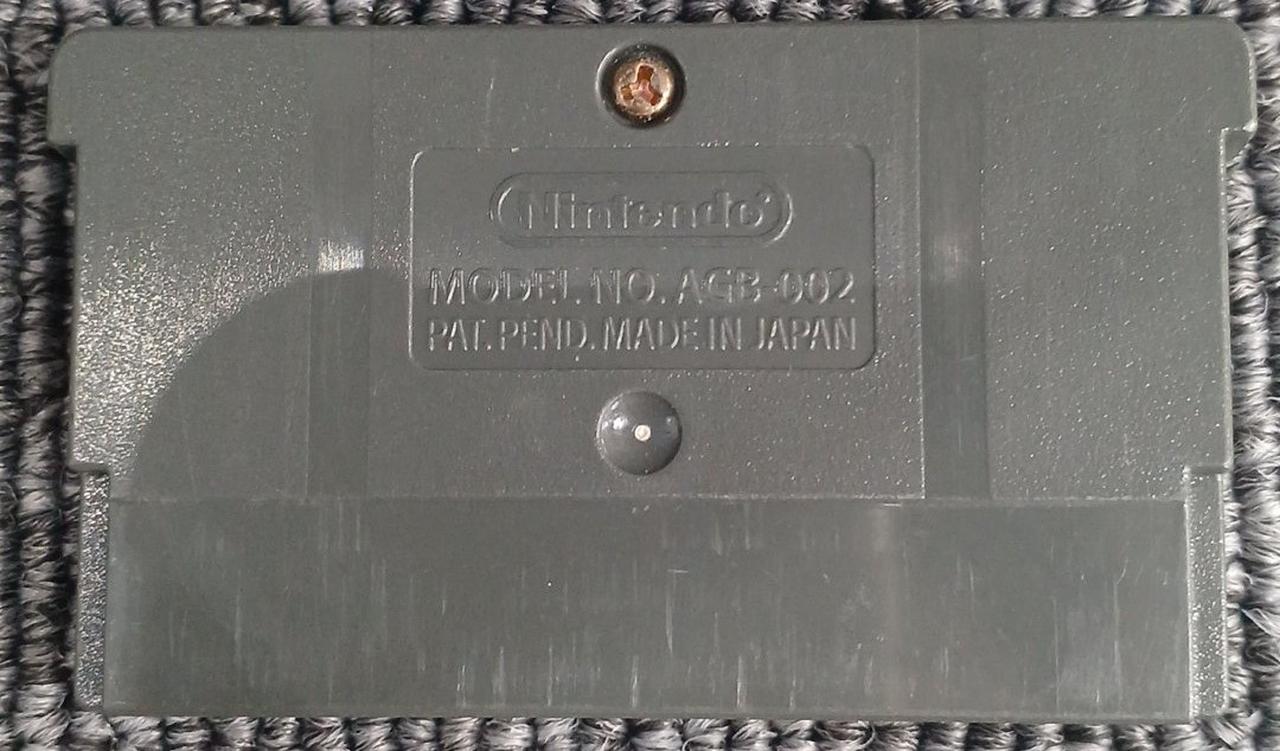 Nintendo®
MODEL NO. AGB-002
PAT. PEND. MADE IN JAPAN